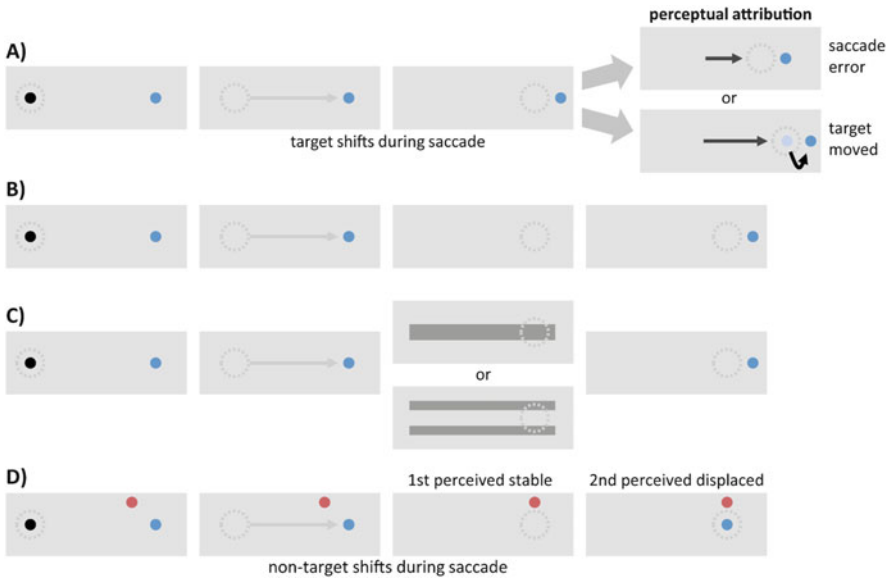 perceptual attribution
A)
saccade
error
or
target shifts during saccade
target
moved
B)
C)
or
D)
1st perceived stable
2nd perceived displaced
non-target shifts during saccade